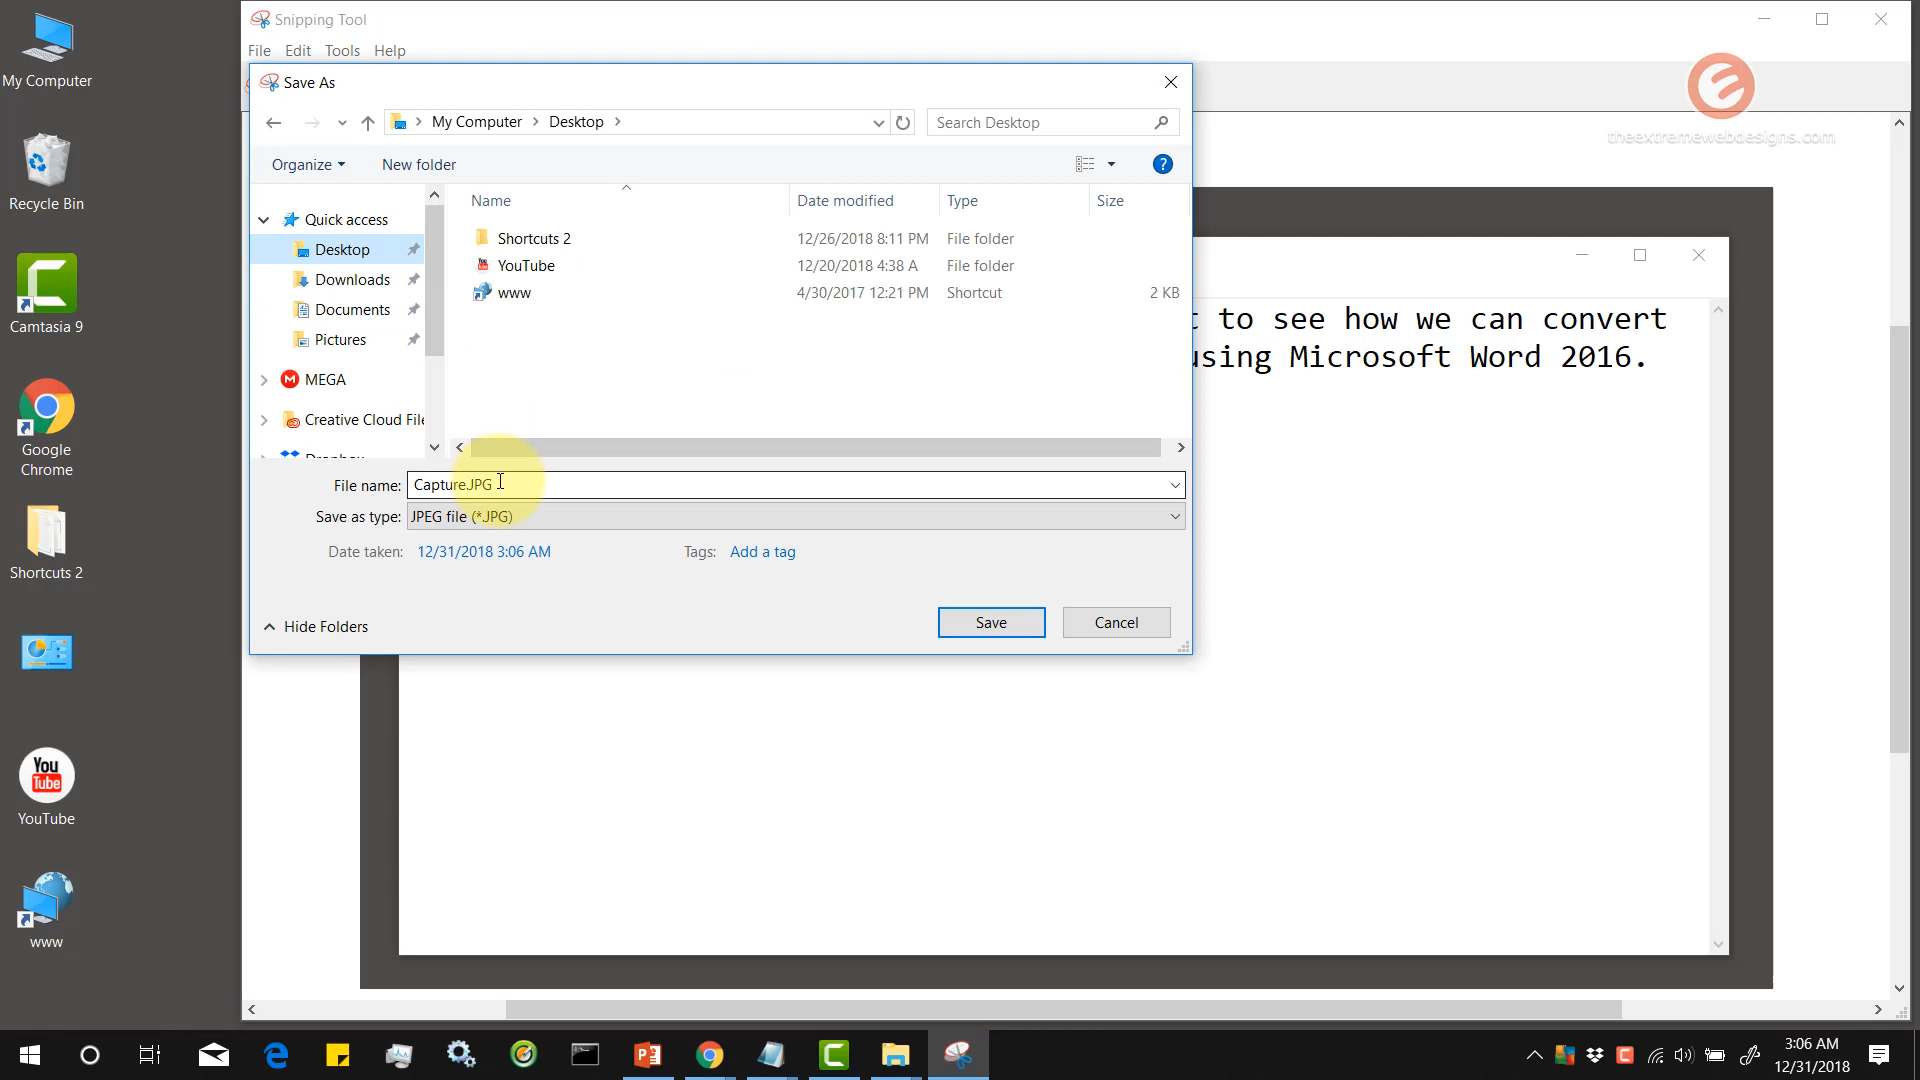 My Computer
Recycle Bin
Camtasia 9
Google
Chrome
Shortcuts 2
You
Tube
YouTube
www
Snipping Tool
File Edit Tools Help
theextremewebdesigns.com
Save As
My Computer Desktop
Search Desktop
Organize New folder
Name Date modified Type Size
Quick access
Desktop
Downloads
Documents
Pictures
MEGA
Creative Cloud File
Dropbox
Shortcuts 2 12/26/2018 8:11 PM File folder
YouTube 12/20/2018 4:38 A File folder
www 4/30/2017 12:21 PM Shortcut 2 KB
File name: Capture.JPG
Save as type: JPEG file (*.JPG)
Date taken: 12/31/2018 3:06 AM Tags: Add a tag
Hide Folders
Save Cancel
t to see how we can convert
using Microsoft Word 2016.
3:06 AM
12/31/2018